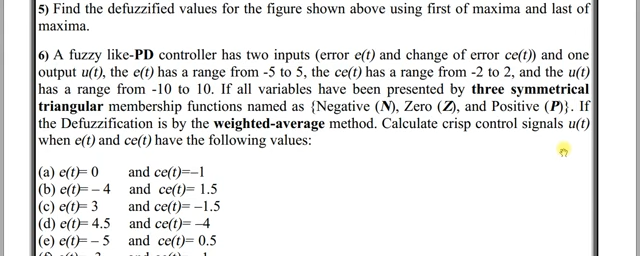 5) Find the defuzzified values for the figure shown above using first of maxima and last of
maxima.
6) A fuzzy like-PD controller has two inputs (error e(t) and change of error ce(t)) and one
output u(t), the e(t) has a range from -5 to 5, the ce(t) has a range from -2 to 2, and the u(t)
has a range from -10 to 10. If all variables have been presented by three symmetrical
triangular membership functions named as {Negative (N), Zero (Z), and Positive (P)}. If
the Defuzzification is by the weighted-average method. Calculate crisp control signals u(t)
when e(t) and ce(t) have the following values:
(a) e(t)= 0 and ce(t)=–1
(b) e(t)= – 4 and ce(t)= 1.5
(c) e(t)= 3 and ce(t)= –1.5
(d) e(t)= 4.5 and ce(t)= –4
(e) e(t)= – 5 and ce(t)= 0.5